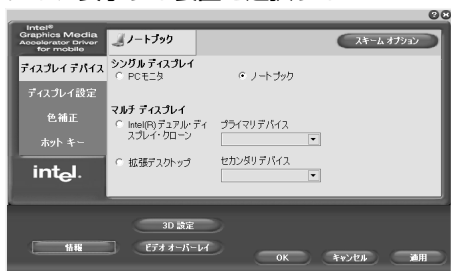 Intel®
Graphics Media
Accelerator Driver
for mobile
ノートブック
スキーム オプション
ディスプレイ デバイス
シングル ディスプレイ
PCモニタ
ノートブック
ディスプレイ設定
マルチ ディスプレイ
色補正
Intel(R) デュアル・ディ
スプレイ・クローン
プライマリ デバイス
ホット キー
拡張デスクトップ
セカンダリ デバイス
intel.
3D 設定
情報
ビデオ オーバーレイ
OK
キャンセル
適用